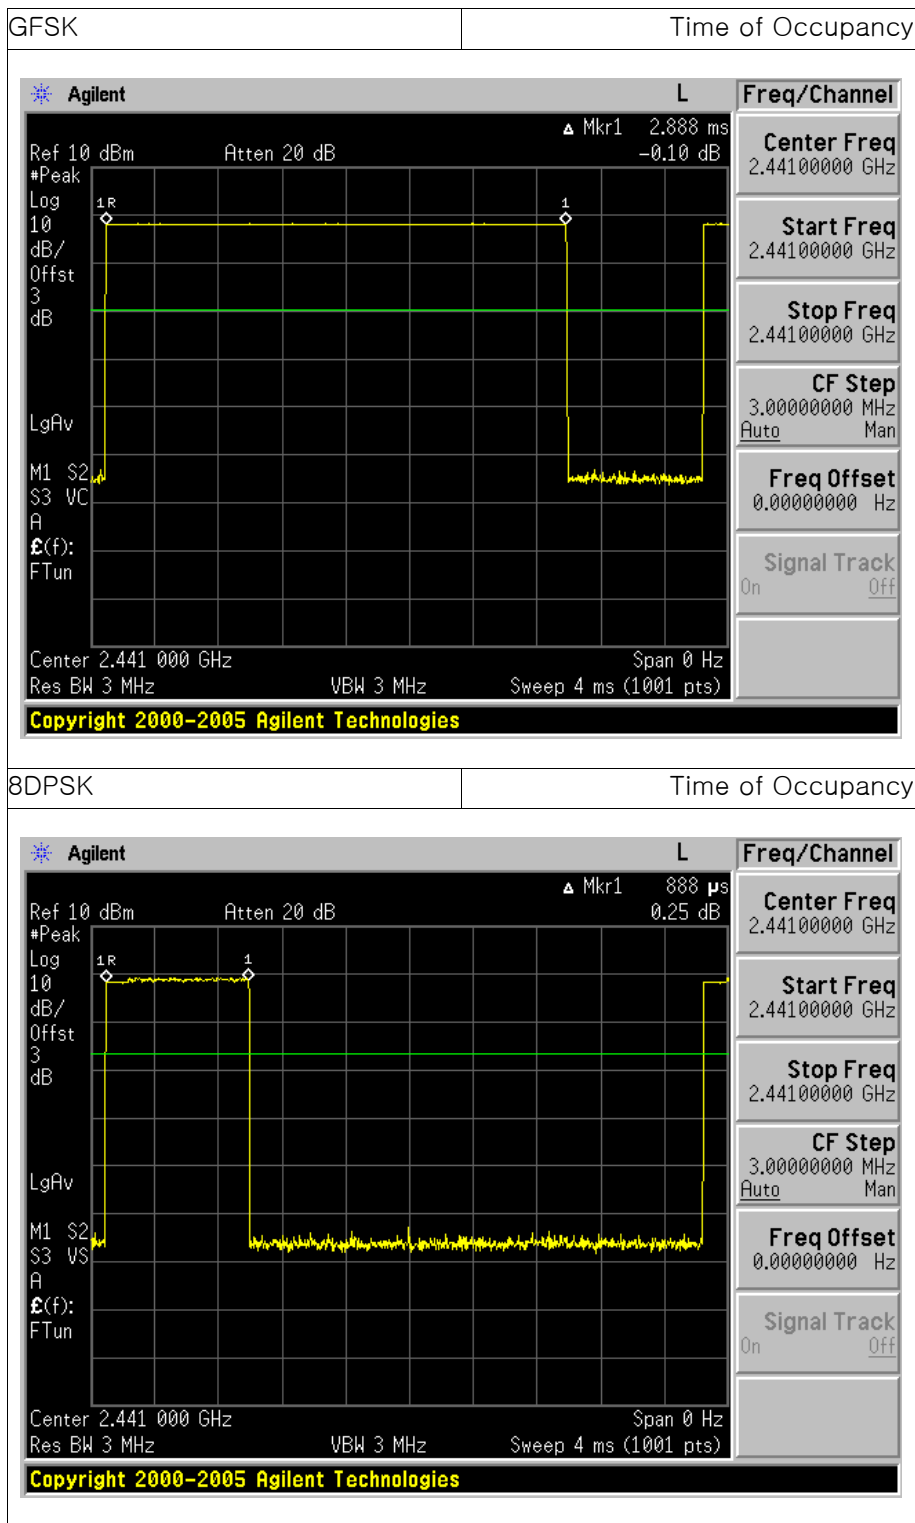 GFSK Time of Occupancy
Agilent L Freq/Channel
Δ Mkr1 2.888 ms
Ref 10 dBm Atten 20 dB -0.10 dB
#Peak
Log
10
dB/
Offst
3
dB
LgAv
M1 S2
S3 VC
A
£(f):
FTun
1R 1
Center 2.441 000 GHz Span 0 Hz
Res BW 3 MHz VBW 3 MHz Sweep 4 ms (1001 pts)
Copyright 2000-2005 Agilent Technologies
Center Freq
2.44100000 GHz
Start Freq
2.44100000 GHz
Stop Freq
2.44100000 GHz
CF Step
3.00000000 MHz
Auto Man
Freq Offset
0.00000000 Hz
Signal Track
On Off
8DPSK Time of Occupancy
Agilent L Freq/Channel
Δ Mkr1 888 µs
Ref 10 dBm Atten 20 dB 0.25 dB
#Peak
Log
10
dB/
Offst
3
dB
LgAv
M1 S2
S3 VS
A
£(f):
FTun
1R 1
Center 2.441 000 GHz Span 0 Hz
Res BW 3 MHz VBW 3 MHz Sweep 4 ms (1001 pts)
Copyright 2000-2005 Agilent Technologies
Center Freq
2.44100000 GHz
Start Freq
2.44100000 GHz
Stop Freq
2.44100000 GHz
CF Step
3.00000000 MHz
Auto Man
Freq Offset
0.00000000 Hz
Signal Track
On Off